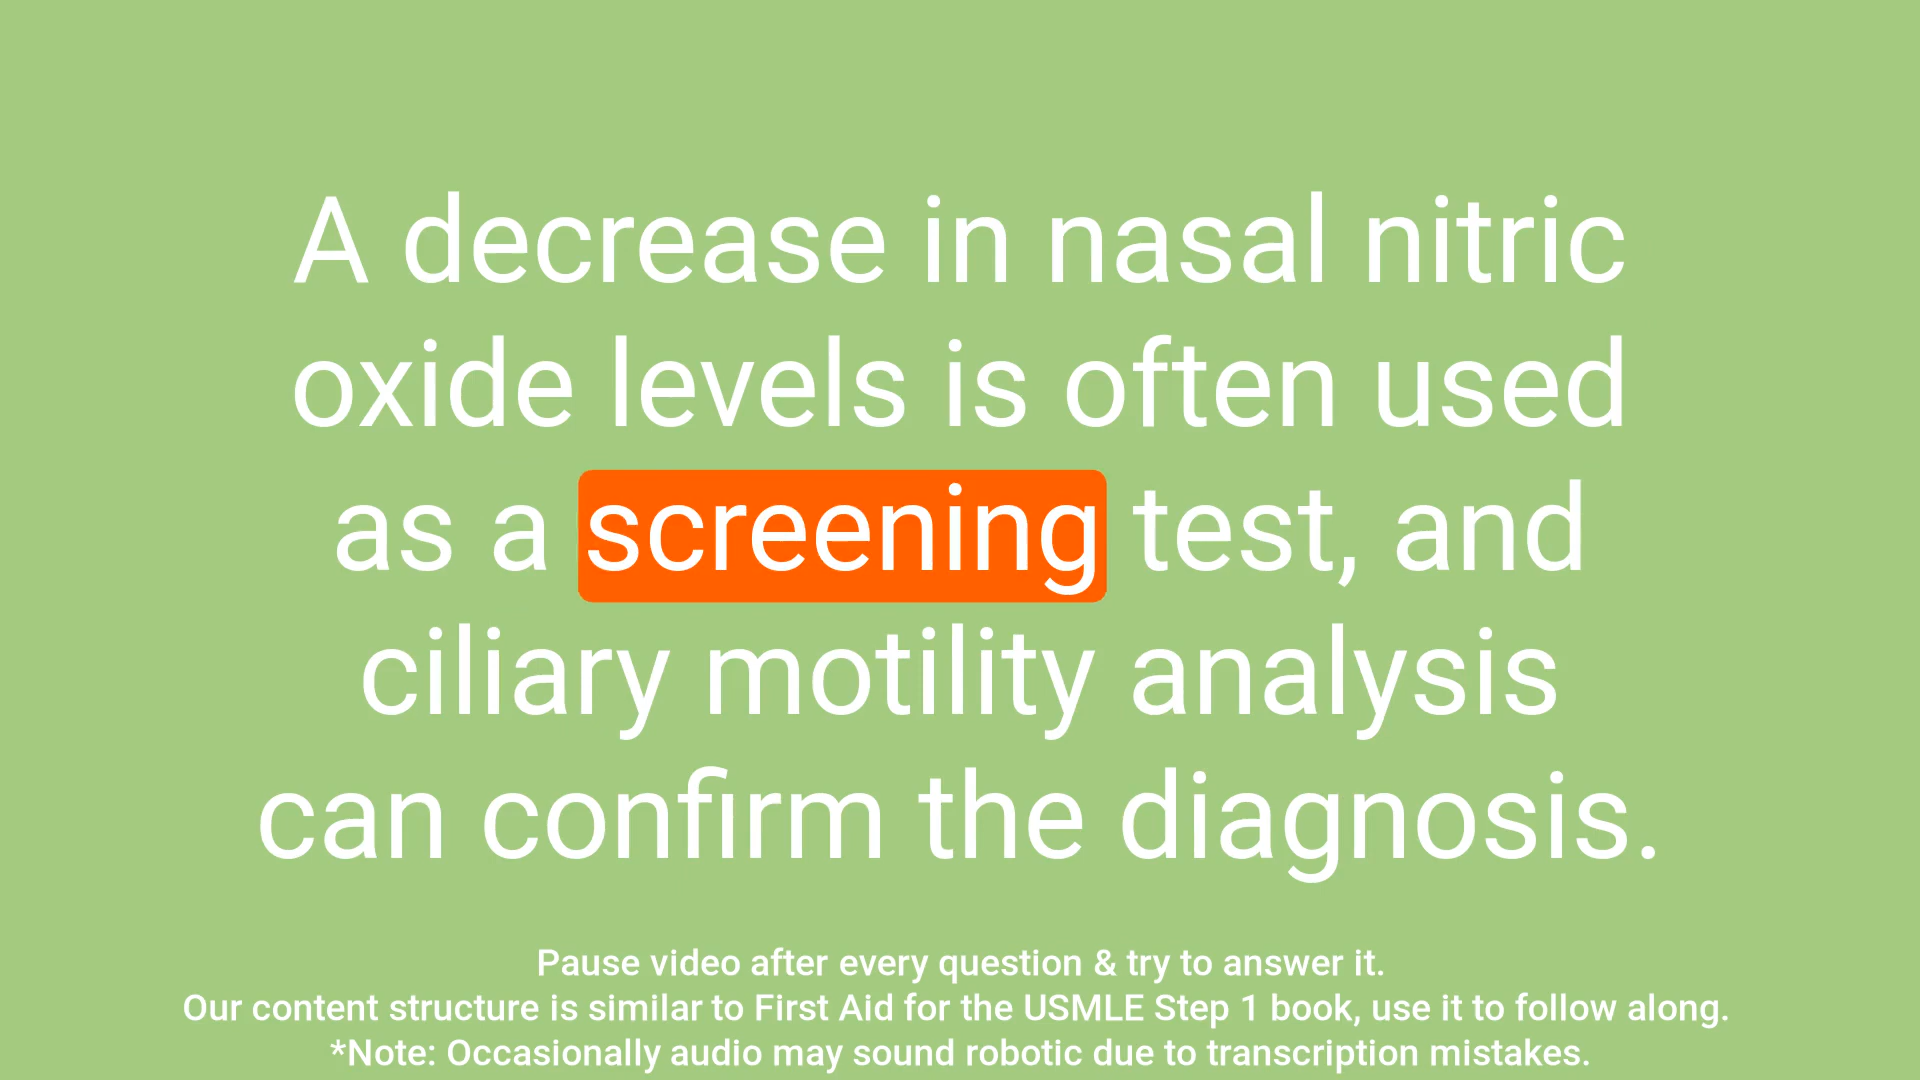 A decrease in nasal nitric
oxide levels is often used
as a screening test, and
ciliary motility analysis
can confirm the diagnosis.
Pause video after every question & try to answer it.
Our content structure is similar to First Aid for the USMLE Step 1 book, use it to follow along.
*Note: Occasionally audio may sound robotic due to transcription mistakes.